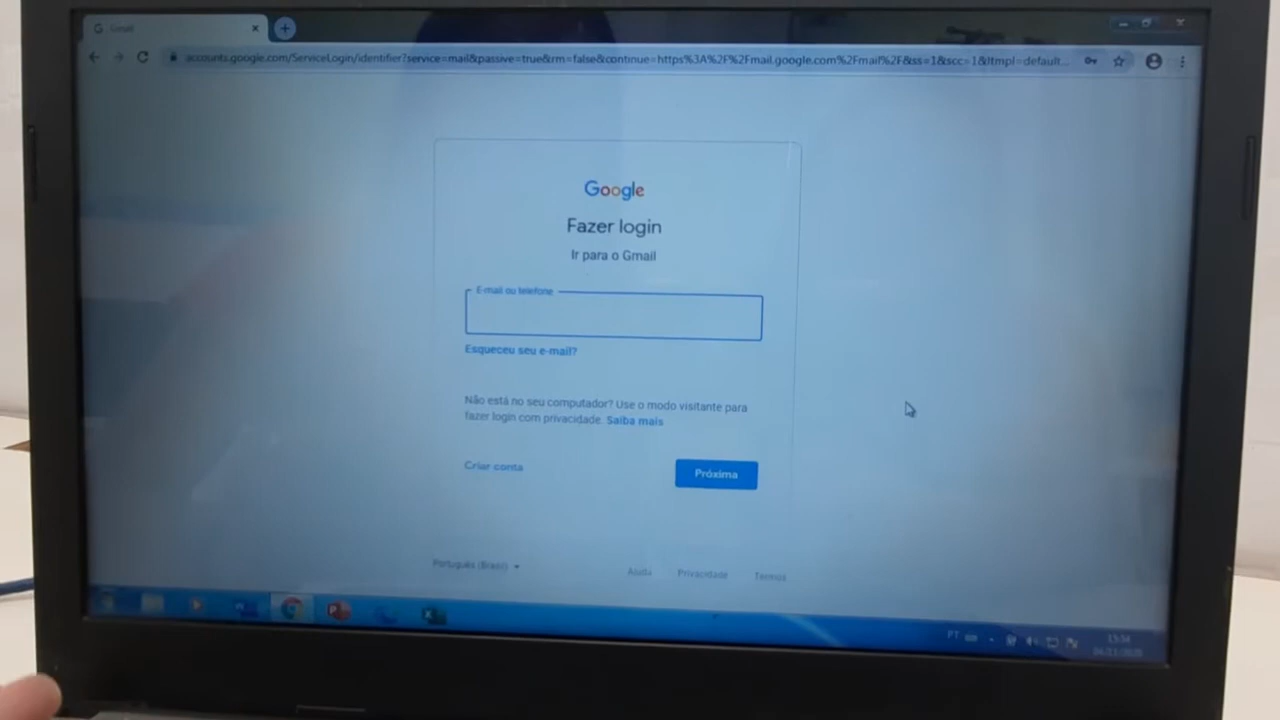 Gmail
accounts.google.com/ServiceLogin/identifier?service=mail&passive=true&rm=false&continue=https%3A%2F%2Fmail.google.com%2Fmail%2F&ss=1&scc=1&ltmpl=default...
Google
Fazer login
Ir para o Gmail
E-mail ou telefone
Esqueceu seu e-mail?
Não está no seu computador? Use o modo visitante para
fazer login com privacidade. Saiba mais
Criar conta
Próxima
Português (Brasil)
Ajuda Privacidade Termos
PT